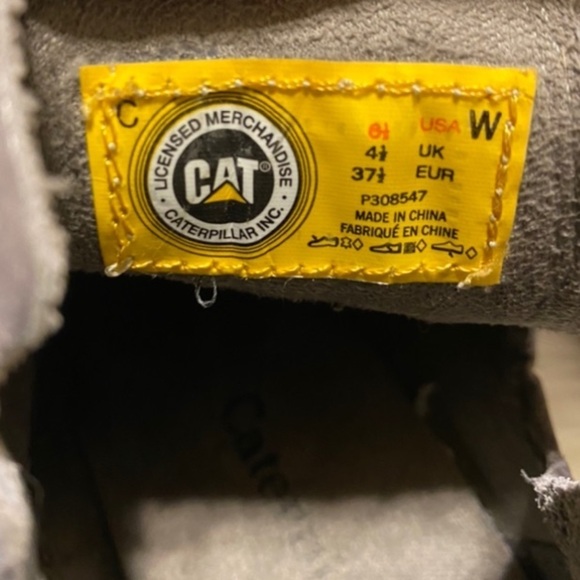 C
LICENSED MERCHANDISE
CAT®
· CATERPILLAR INC. ·
6½ USA W
4½ UK
37½ EUR
P308547
MADE IN CHINA
FABRIQUÉ EN CHINE
Cate